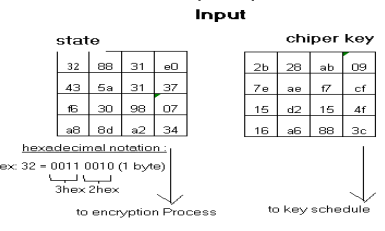 Input
state
chiper key
32 88 31 e0
2b 28 ab 09
43 5a 31 37
7e ae f7 cf
f6 30 98 07
15 d2 15 4f
a8 8d a2 34
16 a6 88 3c
hexadecimal notation :
ex: 32 = 0011 0010 (1 byte)
3hex 2hex
to encryption Process
to key schedule